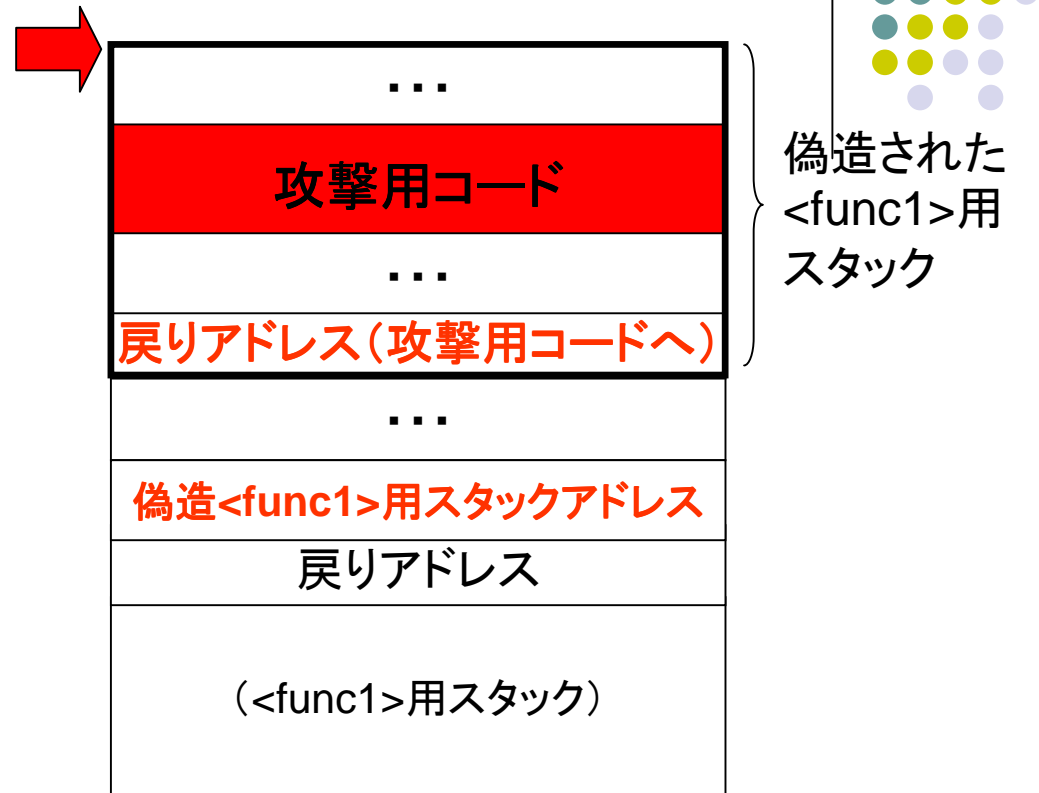 ...
攻撃用コード
...
戻りアドレス（攻撃用コードへ）
...
偽造<func1>用スタックアドレス
戻りアドレス
（<func1>用スタック）
偽造された
<func1>用
スタック